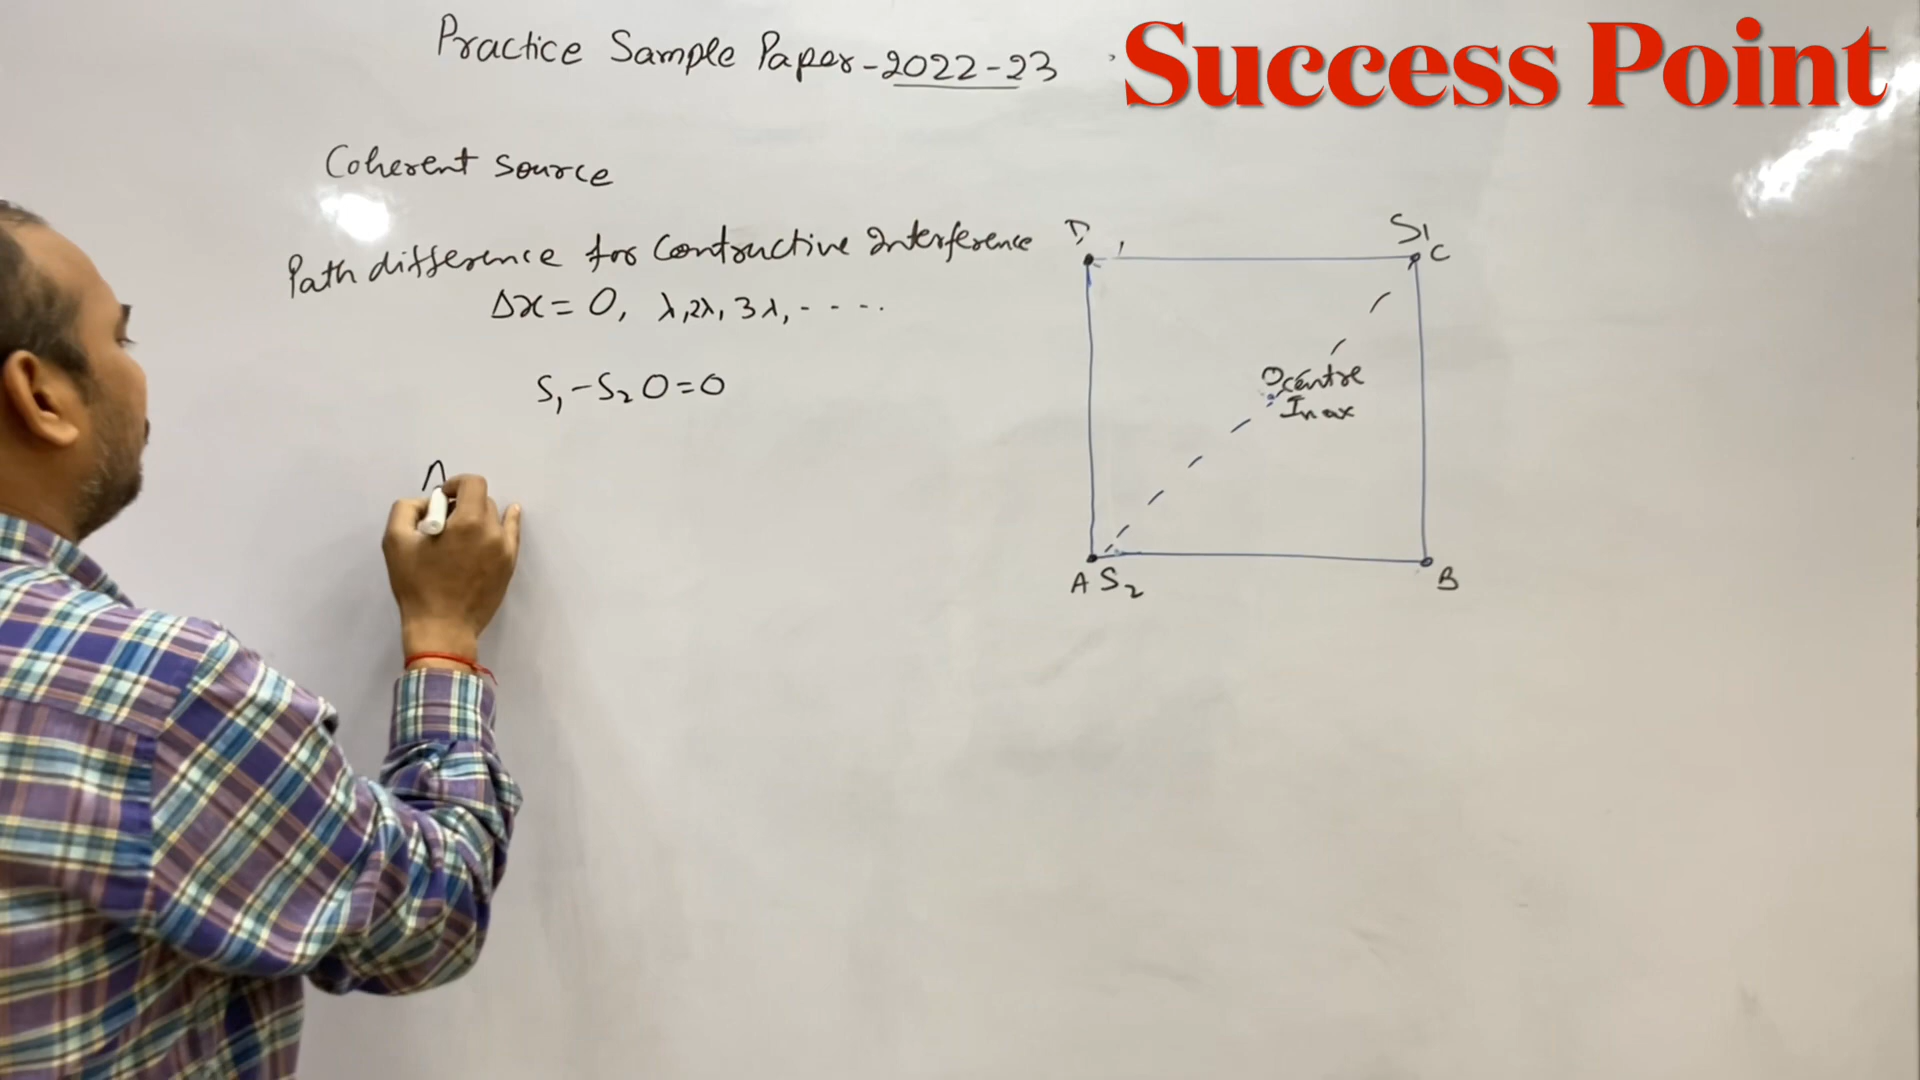 Practice Sample Paper-2022-23
Success Point
Coherent source
Path difference for Contructive Interference
Δx = 0, λ, 2λ, 3λ, - - - -
S₁ - S₂ O = 0
Λ
D
S1
C
O centre
Imax
A S₂
B